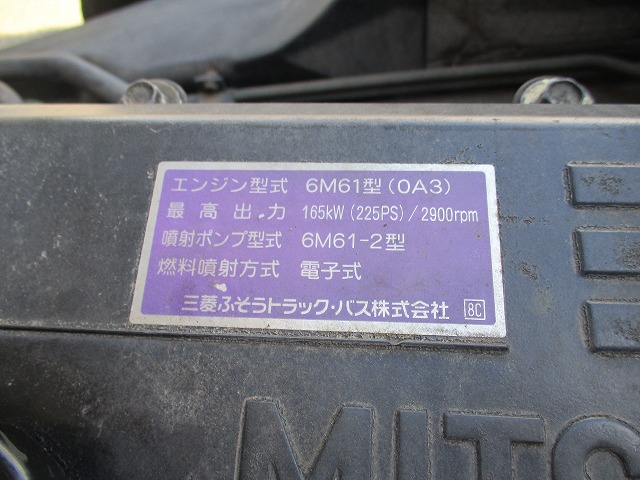 エンジン型式 6M61型(0A3)
最高出力 165kW(225PS)/2900rpm
噴射ポンプ型式 6M61-2型
燃料噴射方式 電子式
三菱ふそうトラック・バス株式会社 8C
MITS